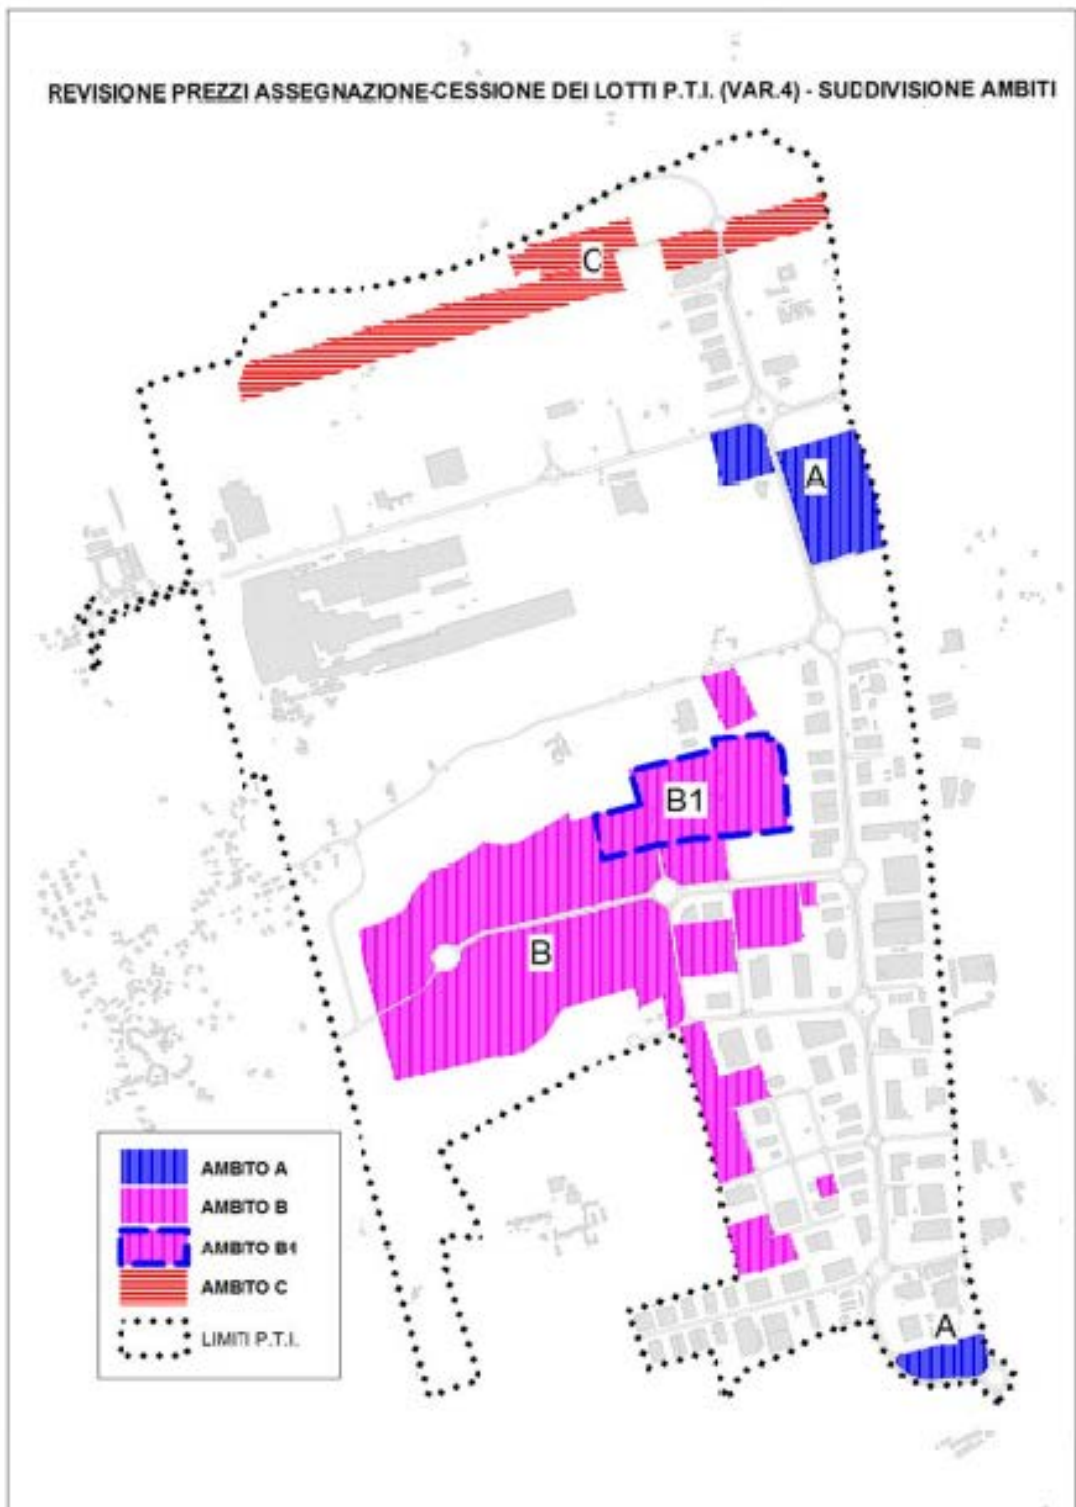 REVISIONE PREZZI ASSEGNAZIONE-CESSIONE DEI LOTTI P.T.I. (VAR.4) - SUDDIVISIONE AMBITI
C
A
B1
B
A
AMBITO A
AMBITO B
AMBITO B1
AMBITO C
LIMITI P.T.I.